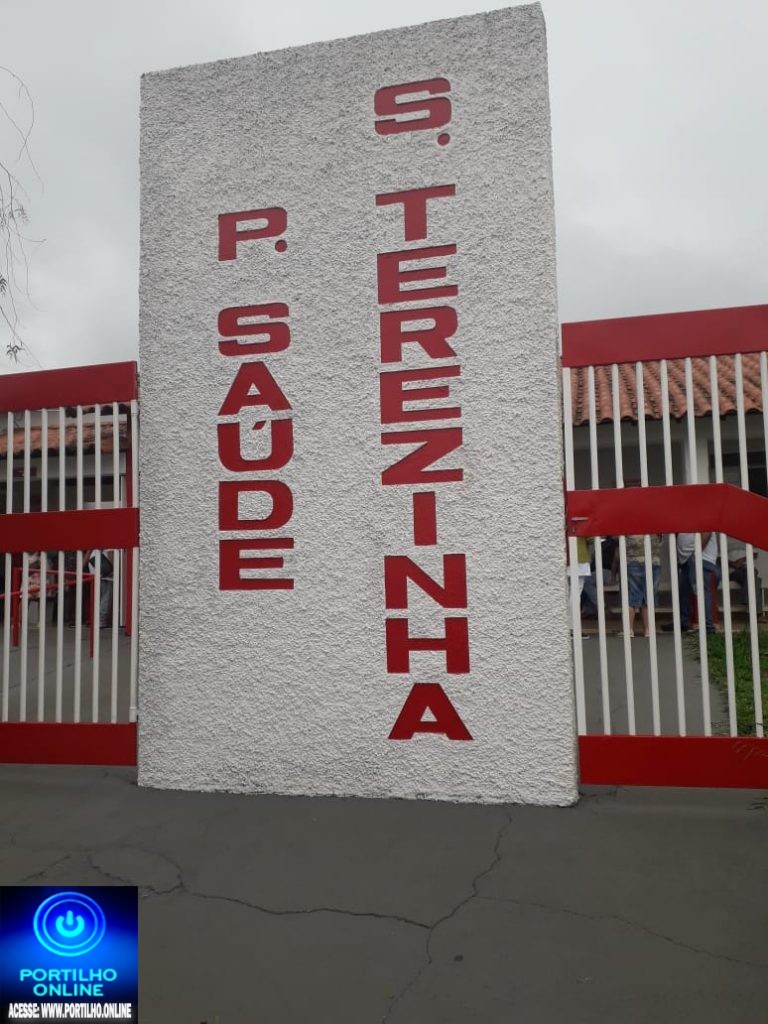 P. SAÚDE
S. TEREZINHA
PORTILHO
ONLINE
ACESSE: WWW.PORTILHO.ONLINE